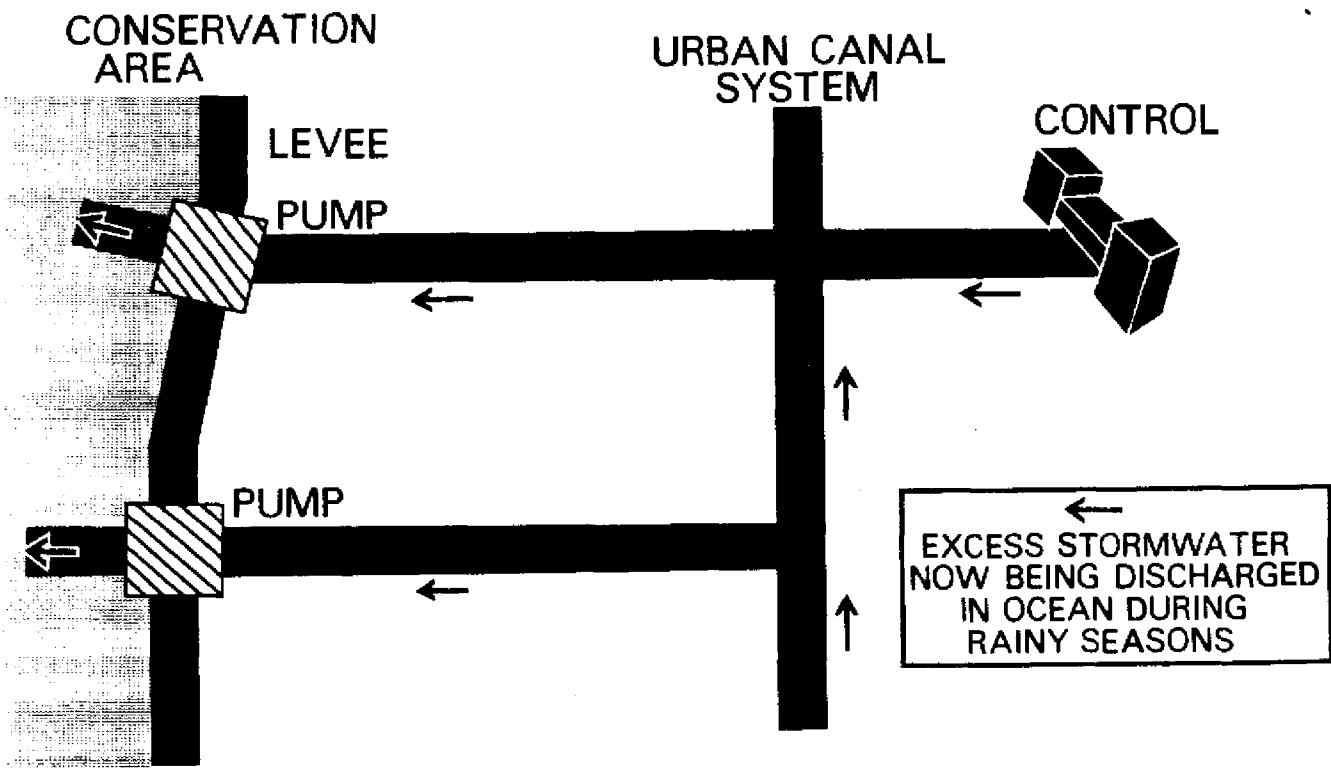 CONSERVATION
AREA
URBAN CANAL
SYSTEM
CONTROL
LEVEE
PUMP
PUMP
EXCESS STORMWATER
NOW BEING DISCHARGED
IN OCEAN DURING
RAINY SEASONS